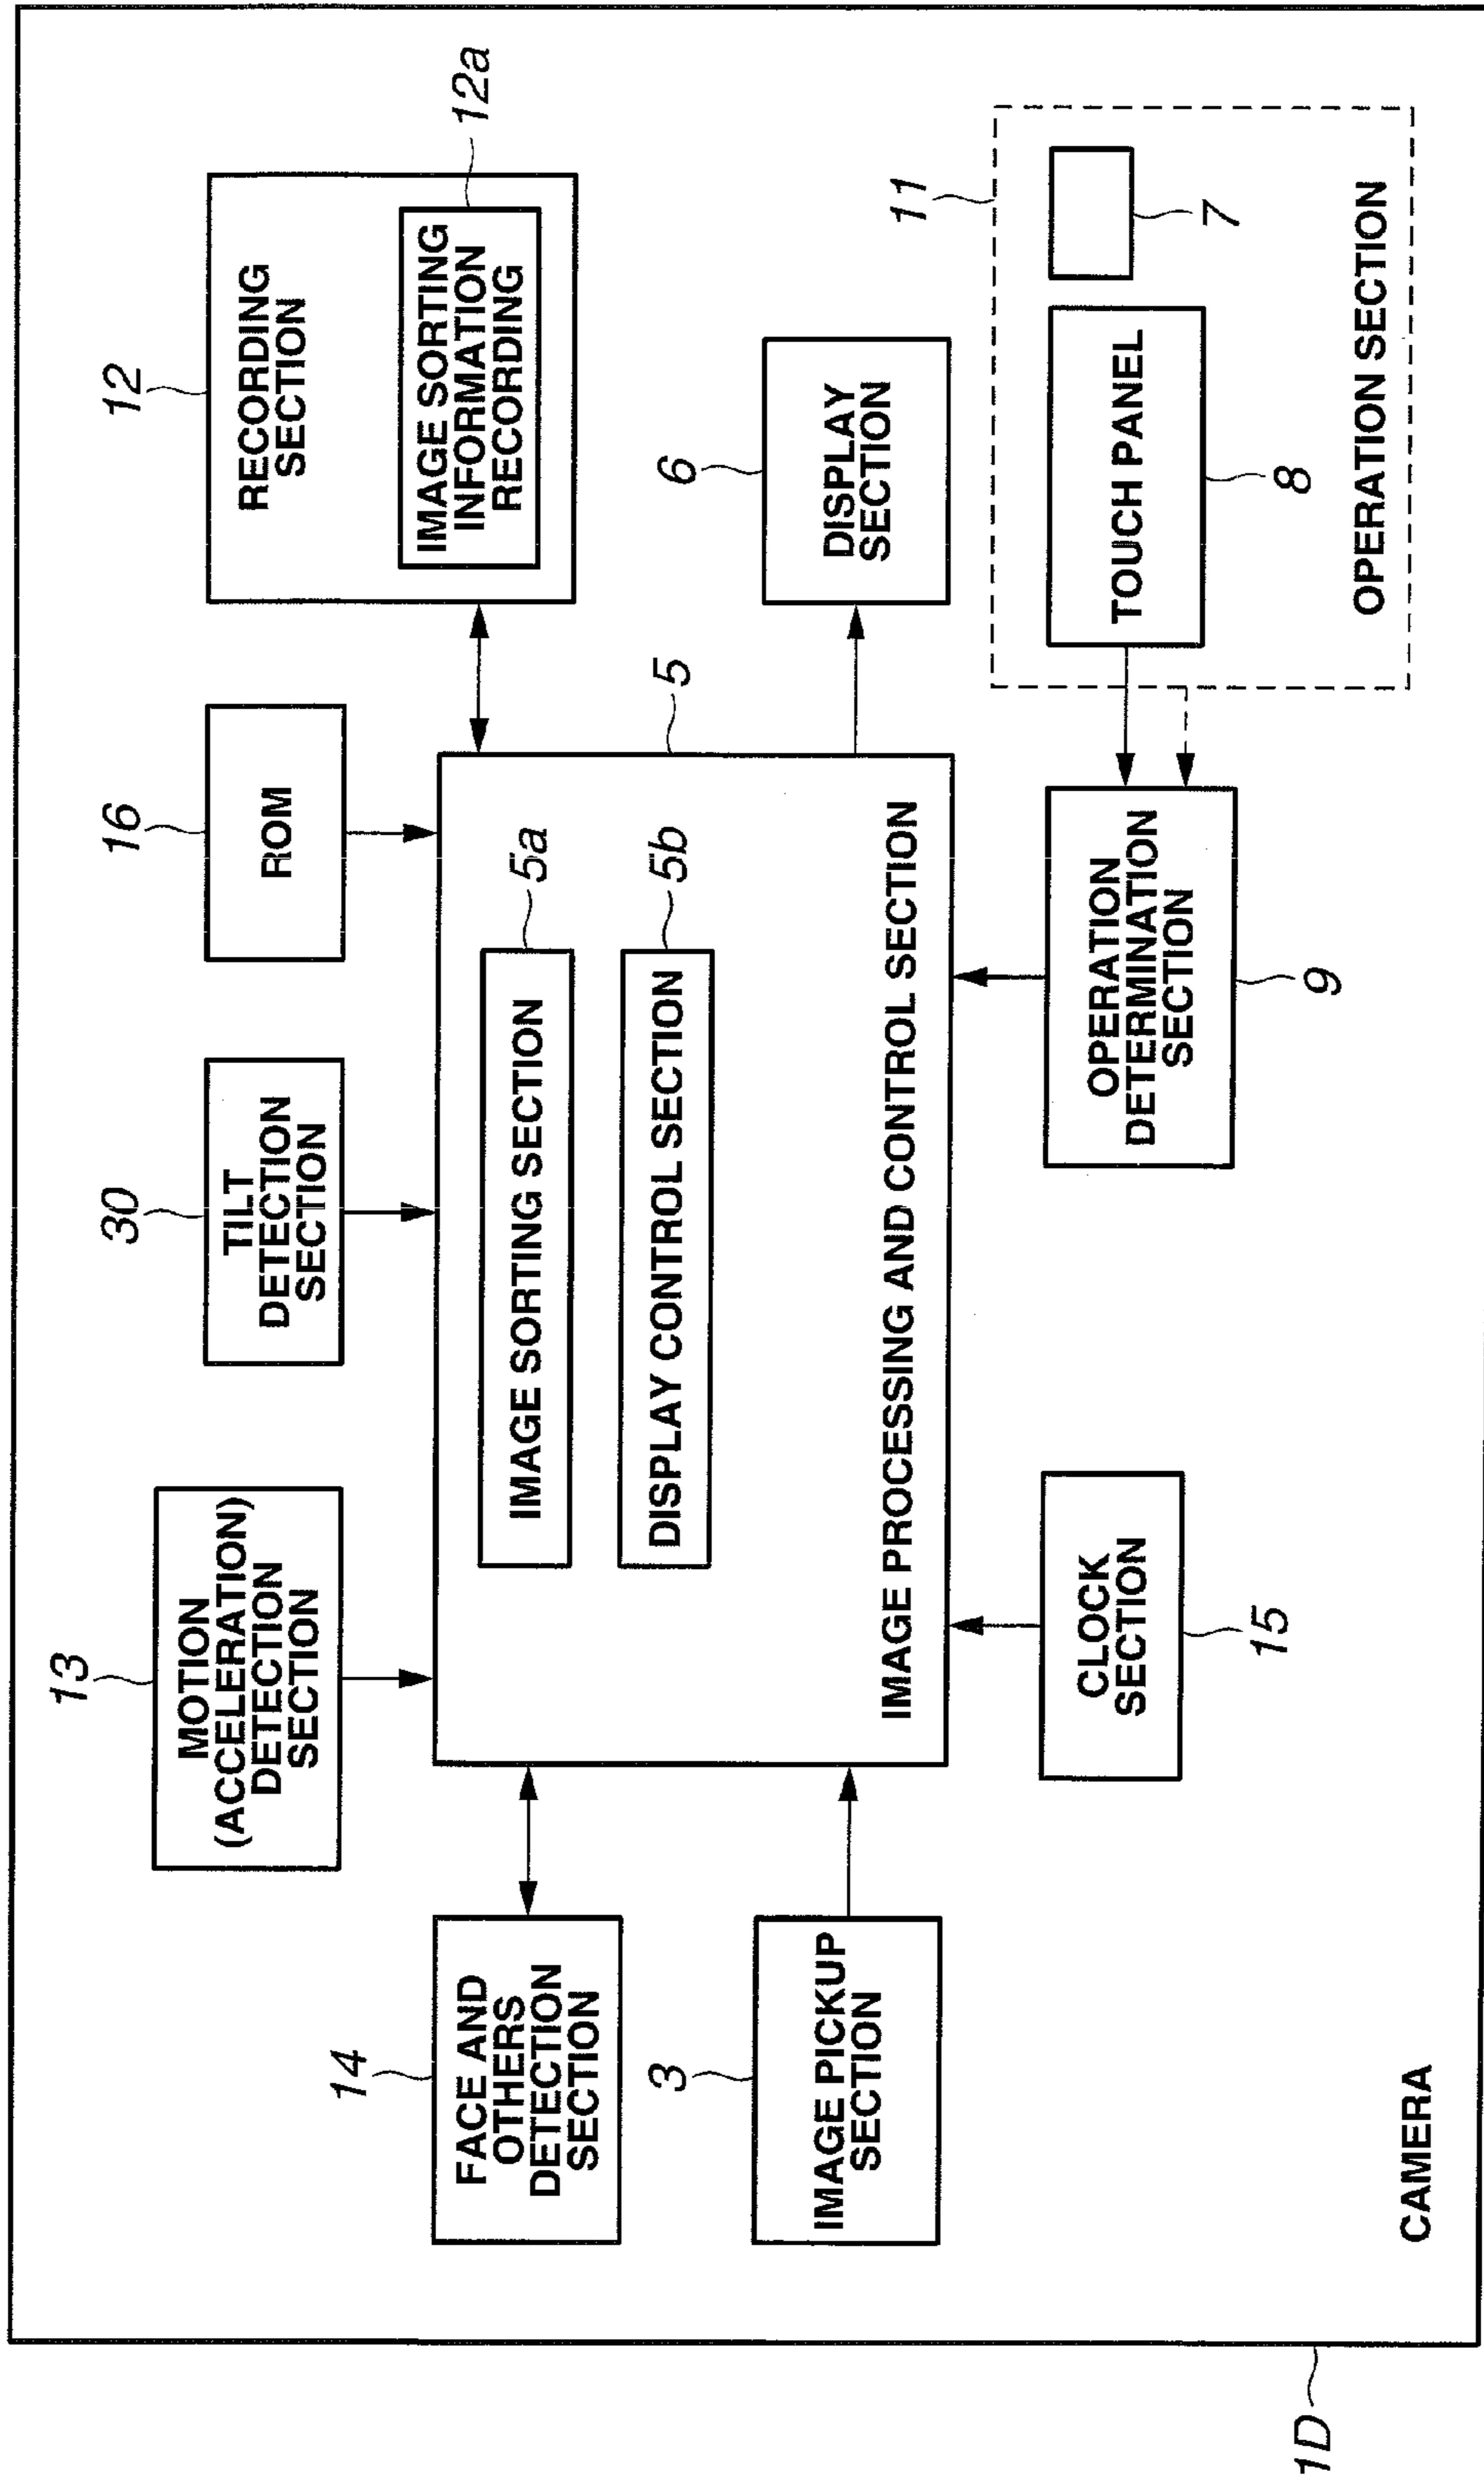 13
MOTION
(ACCELERATION)
DETECTION
SECTION
30
TILT
DETECTION
SECTION
16
ROM
12
RECORDING
SECTION
IMAGE SORTING
INFORMATION
RECORDING
12a
14
FACE AND
OTHERS
DETECTION
SECTION
3
IMAGE PICKUP
SECTION
5
IMAGE SORTING SECTION
5a
DISPLAY CONTROL SECTION
5b
IMAGE PROCESSING AND CONTROL SECTION
6
DISPLAY
SECTION
CLOCK
SECTION
15
OPERATION
DETERMINATION
SECTION
9
11
TOUCH PANEL
8
7
OPERATION SECTION
CAMERA
1D